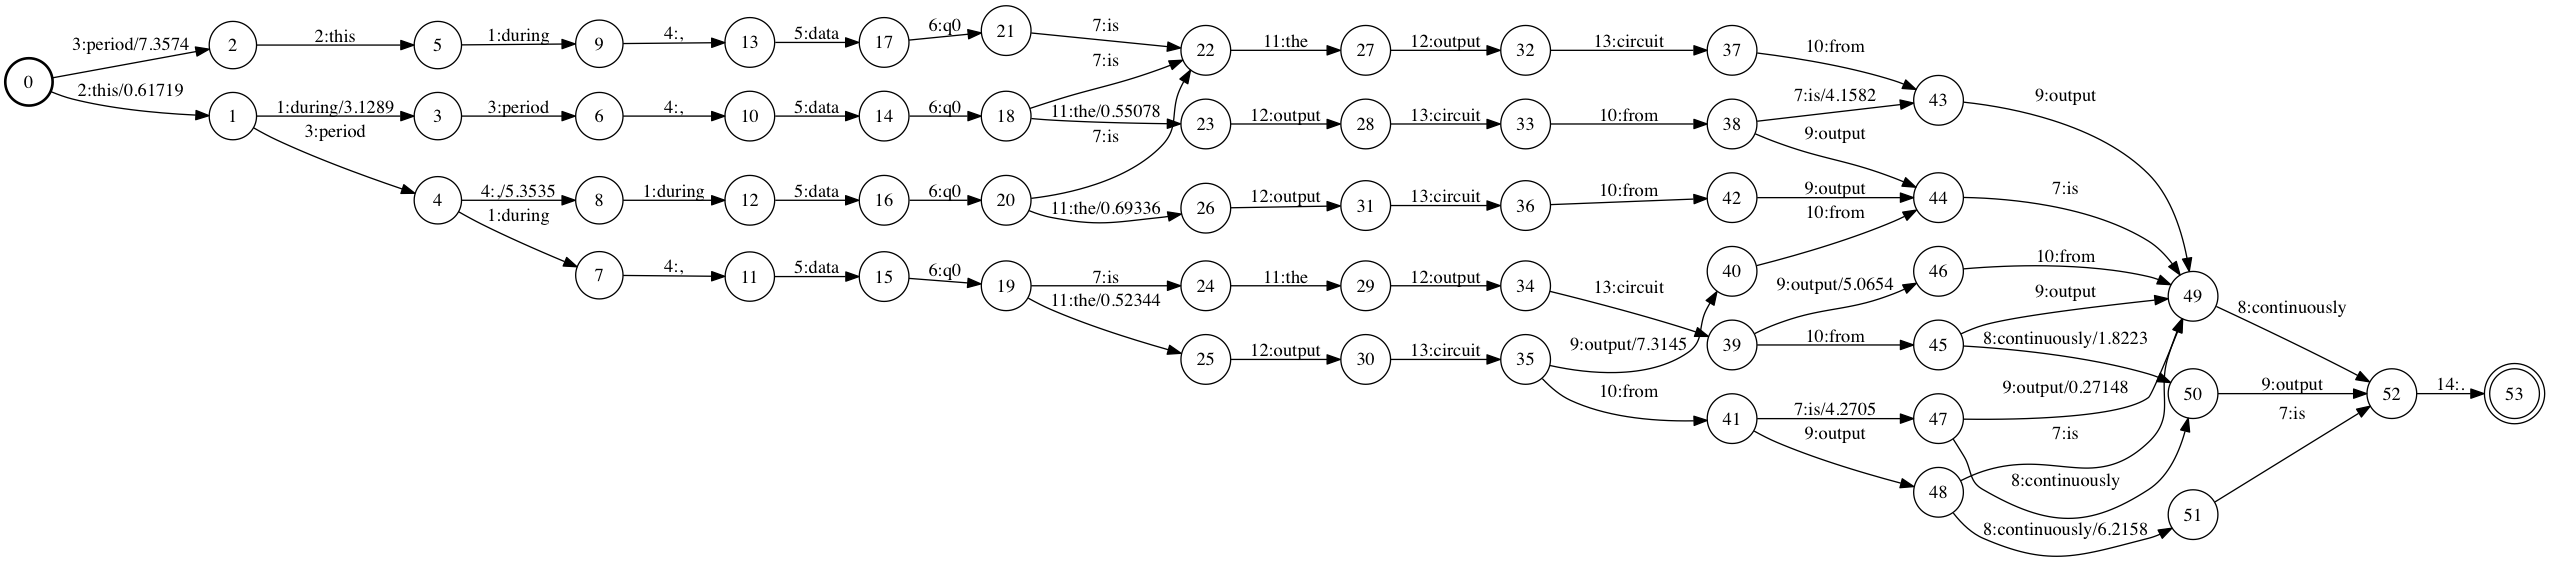 0
3:period/7.3574
2
2:this
5
1:during
9
4:,
13
5:data
17
6:q0
21
7:is
22
11:the
27
12:output
32
13:circuit
37
10:from
43
9:output
2:this/0.61719
1
1:during/3.1289
3
3:period
6
4:,
10
5:data
14
6:q0
18
7:is
11:the/0.55078
23
12:output
28
13:circuit
33
10:from
38
7:is/4.1582
9:output
3:period
4
4:,/5.3535
8
1:during
12
5:data
16
6:q0
20
7:is
11:the/0.69336
26
12:output
31
13:circuit
36
10:from
42
9:output
44
7:is
1:during
7
4:,
11
5:data
15
6:q0
19
7:is
24
11:the
29
12:output
34
13:circuit
39
9:output/5.0654
46
10:from
49
8:continuously
11:the/0.52344
25
12:output
30
13:circuit
35
9:output/7.3145
40
10:from
10:from
45
9:output
8:continuously/1.8223
50
9:output
52
14:.
53
10:from
41
7:is/4.2705
47
9:output/0.27148
8:continuously
9:output
48
7:is
8:continuously/6.2158
51
7:is